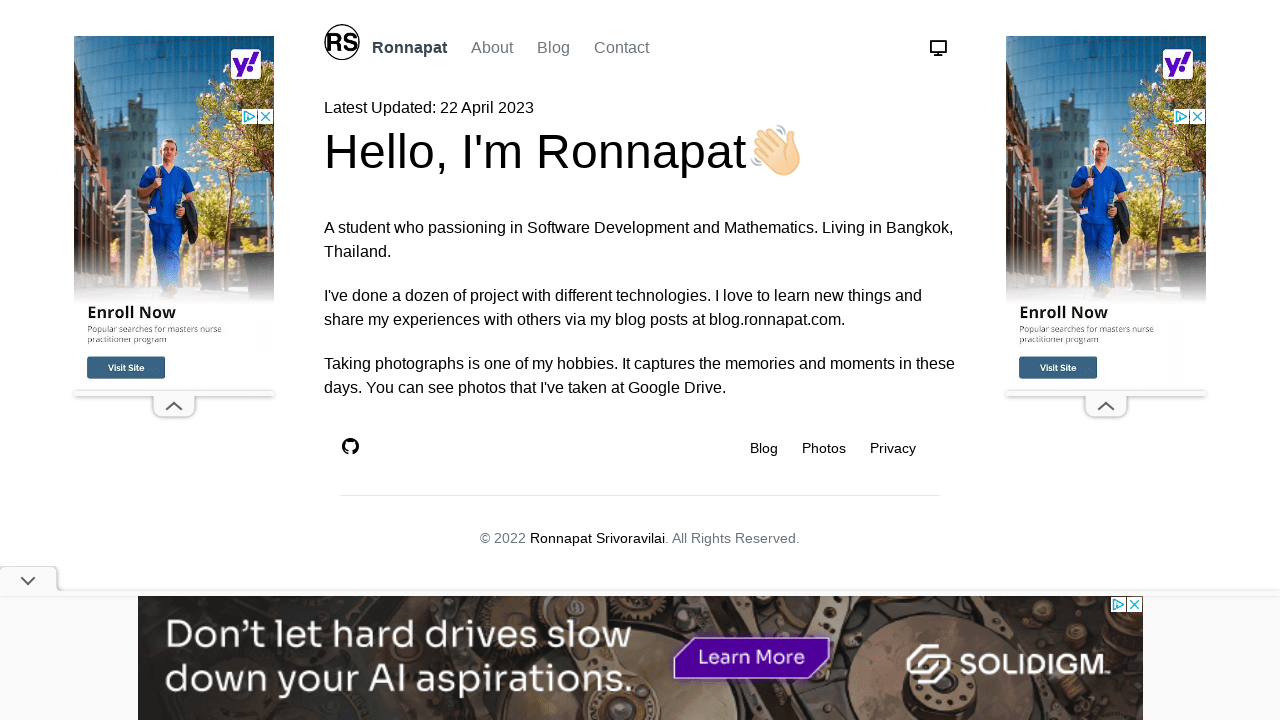 RS
Ronnapat About Blog Contact
Latest Updated: 22 April 2023
Hello, I'm Ronnapat👋🏻
A student who passioning in Software Development and Mathematics. Living in Bangkok,
Thailand.
I've done a dozen of project with different technologies. I love to learn new things and
share my experiences with others via my blog posts at blog.ronnapat.com.
Taking photographs is one of my hobbies. It captures the memories and moments in these
days. You can see photos that I've taken at Google Drive.
Blog Photos Privacy
© 2022 Ronnapat Srivoravilai. All Rights Reserved.
y!
Enroll Now
Popular searches for masters nurse
practitioner program
Visit Site
y!
Enroll Now
Popular searches for masters nurse
practitioner program
Visit Site
Don't let hard drives slow
down your AI aspirations.
Learn More
SOLIDIGM™